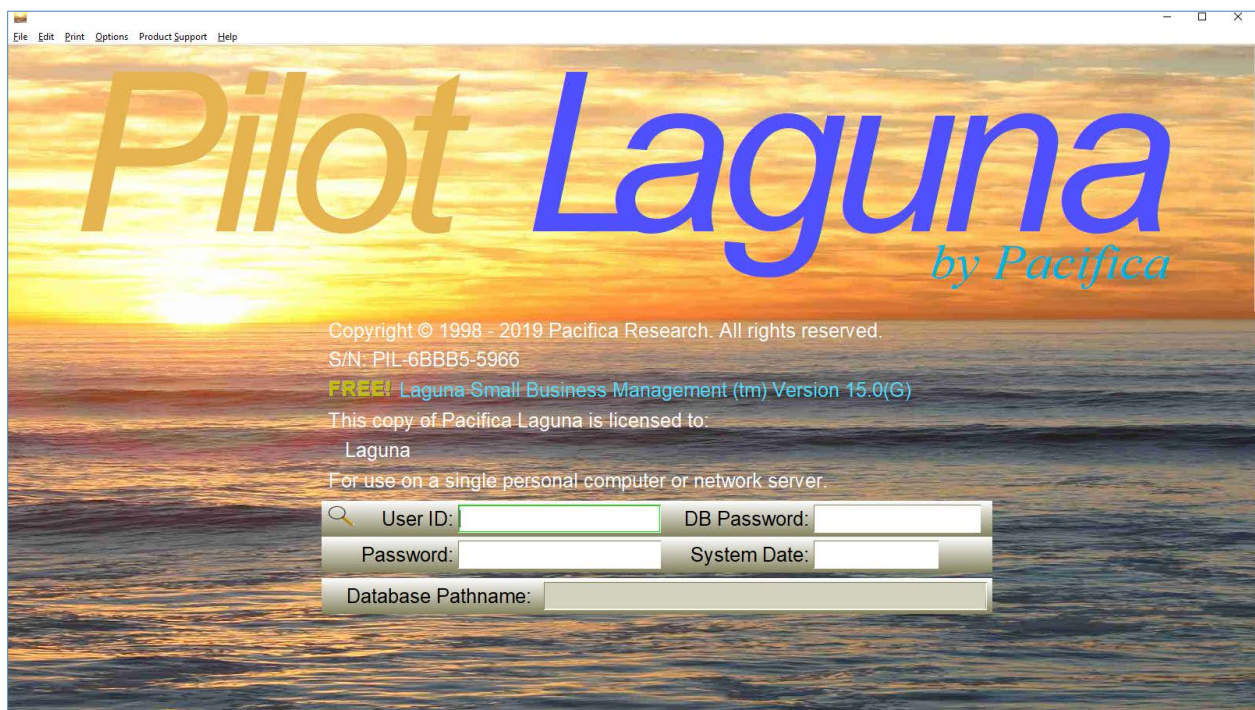 File Edit Print Options Product Support Help
Pilot Laguna
by Pacifica
Copyright © 1998 - 2019 Pacifica Research. All rights reserved.
S/N: PIL-6BBB5-5966
FREE! Laguna Small Business Management (tm) Version 15.0(G)
This copy of Pacifica Laguna is licensed to:
Laguna
For use on a single personal computer or network server.
User ID: DB Password:
Password: System Date:
Database Pathname: